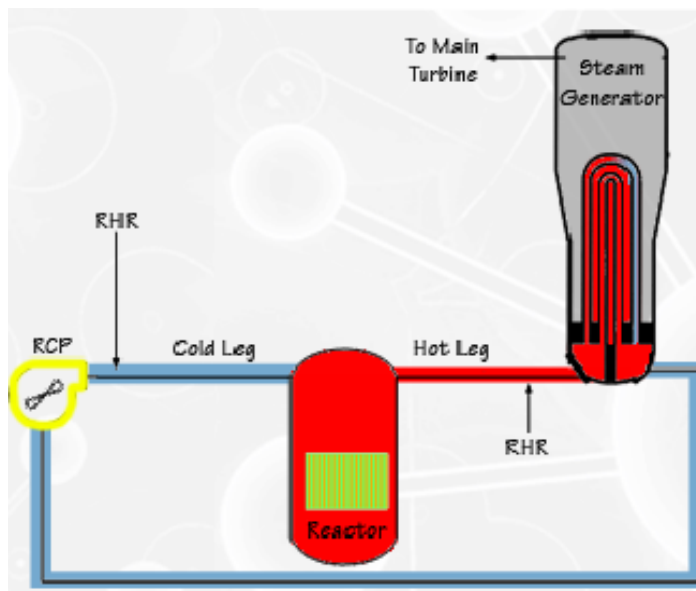 To Main
Turbine
Steam
Generator
RHR
RCP
Cold Leg
Hot Leg
RHR
Reactor